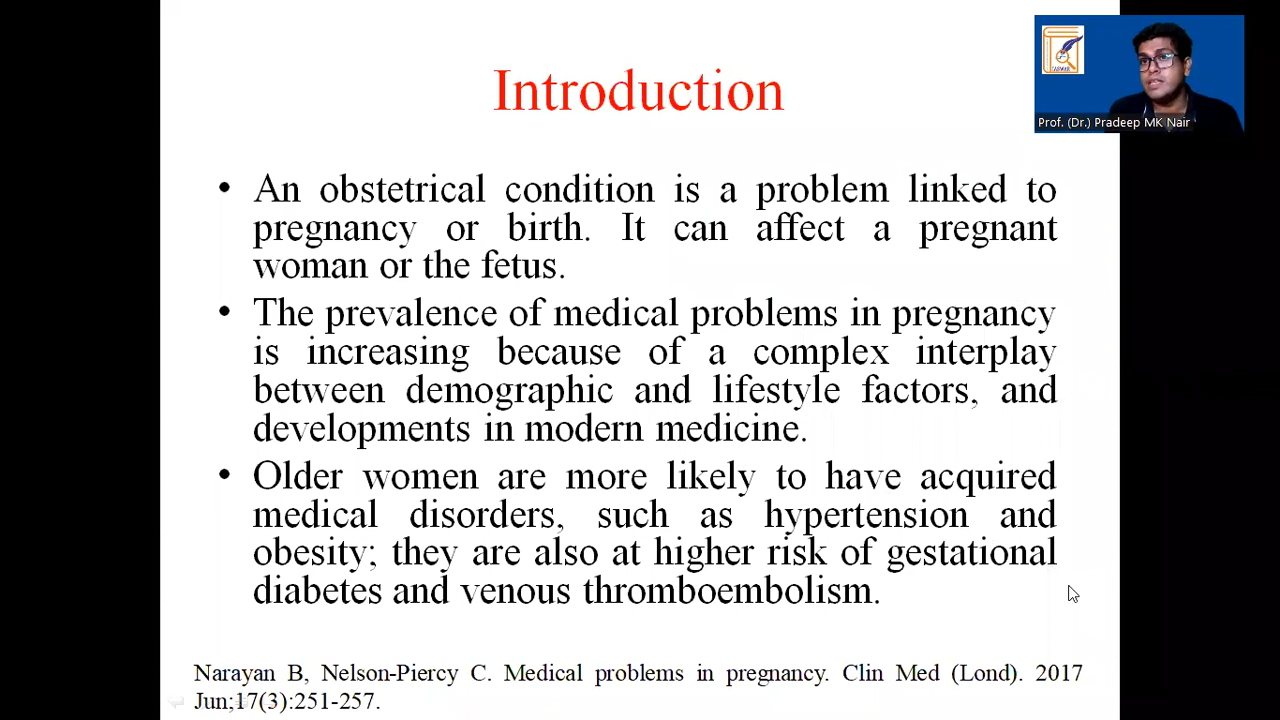 Introduction
Prof. (Dr.) Pradeep MK Nair
• An obstetrical condition is a problem linked to
pregnancy or birth. It can affect a pregnant
woman or the fetus.
• The prevalence of medical problems in pregnancy
is increasing because of a complex interplay
between demographic and lifestyle factors, and
developments in modern medicine.
• Older women are more likely to have acquired
medical disorders, such as hypertension and
obesity; they are also at higher risk of gestational
diabetes and venous thromboembolism.
Narayan B, Nelson-Piercy C. Medical problems in pregnancy. Clin Med (Lond). 2017
Jun;17(3):251-257.